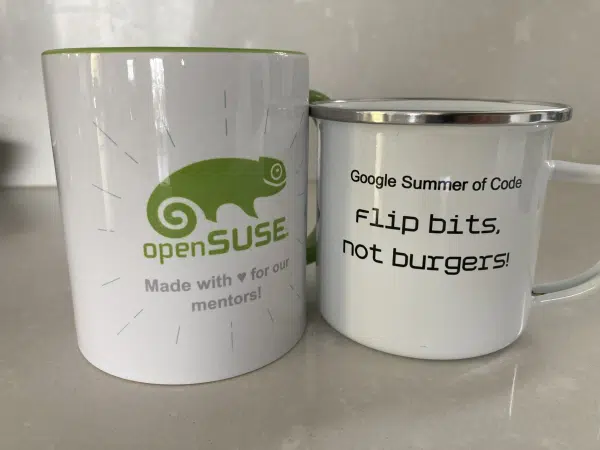 openSUSE
Made with ♥ for our
mentors!
Google Summer of Code
Flip bits,
not burgers!